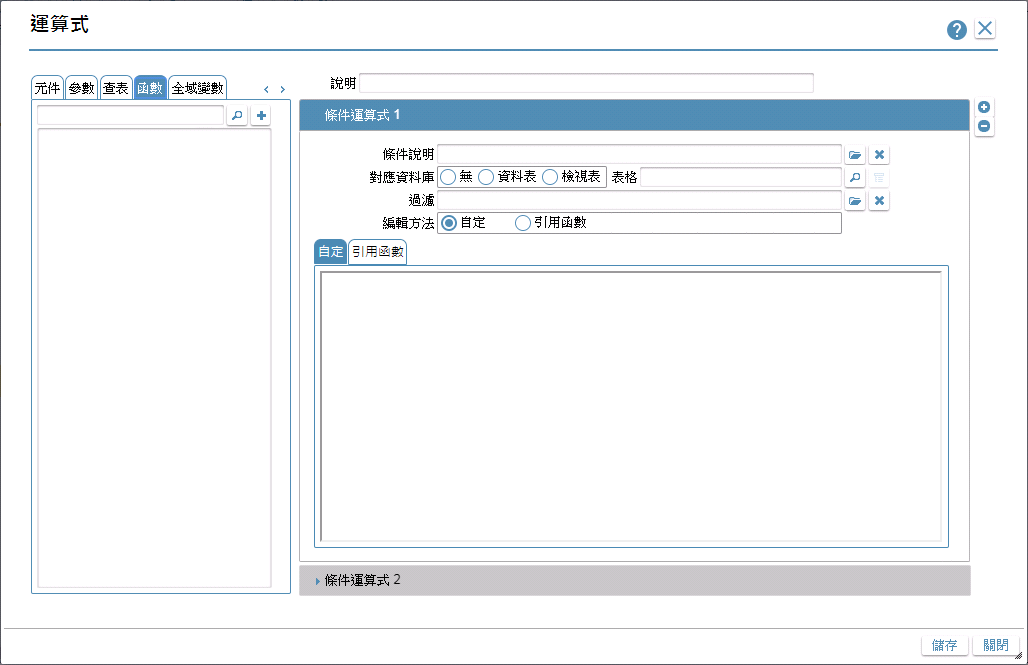 運算式
元件 參數 查表 函數 全域變數
說明
條件運算式 1
條件說明
對應資料庫 無 資料表 檢視表 表格
過濾
編輯方法 自定 引用函數
自定 引用函數
條件運算式 2
儲存 關閉